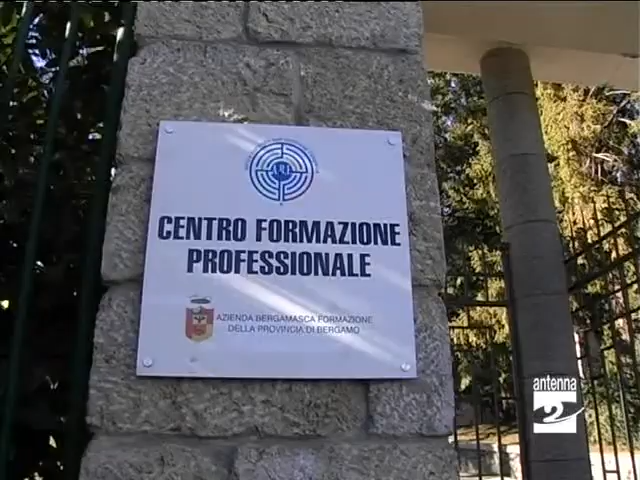 CENTRO FORMAZIONE
PROFESSIONALE
AZIENDA BERGAMASCA FORMAZIONE
DELLA PROVINCIA DI BERGAMO
antenna
2